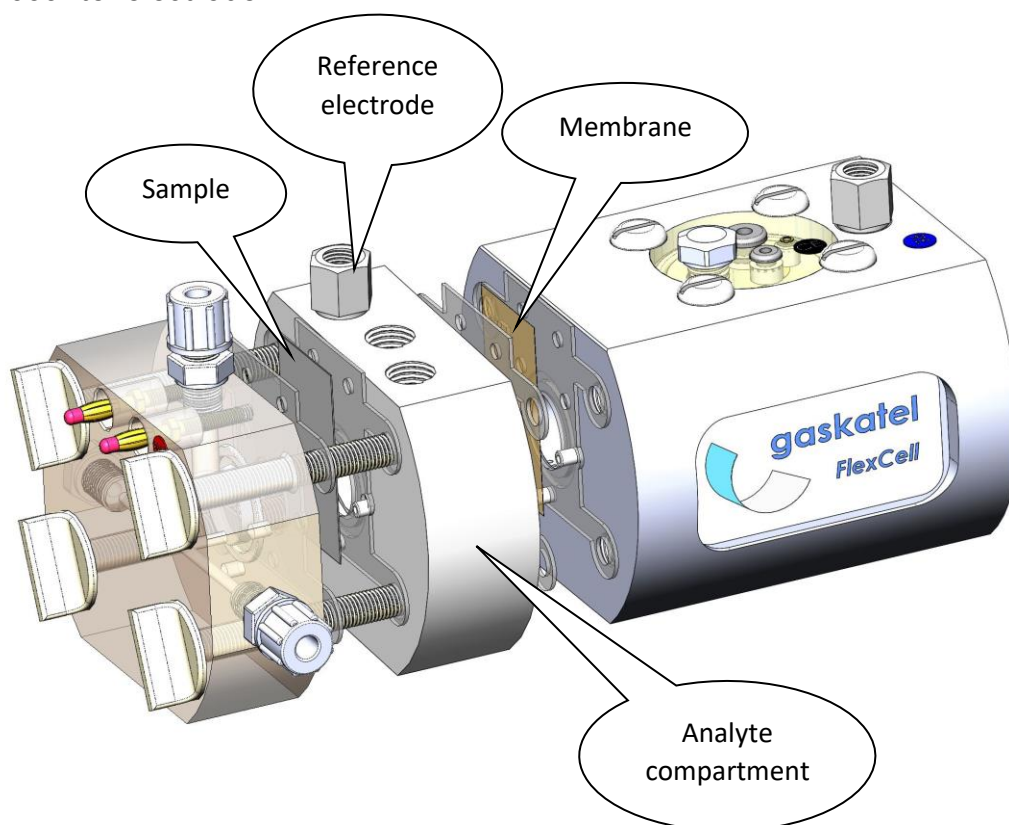 Reference
electrode
Membrane
Sample
gaskatel
FlexCell
Analyte
compartment